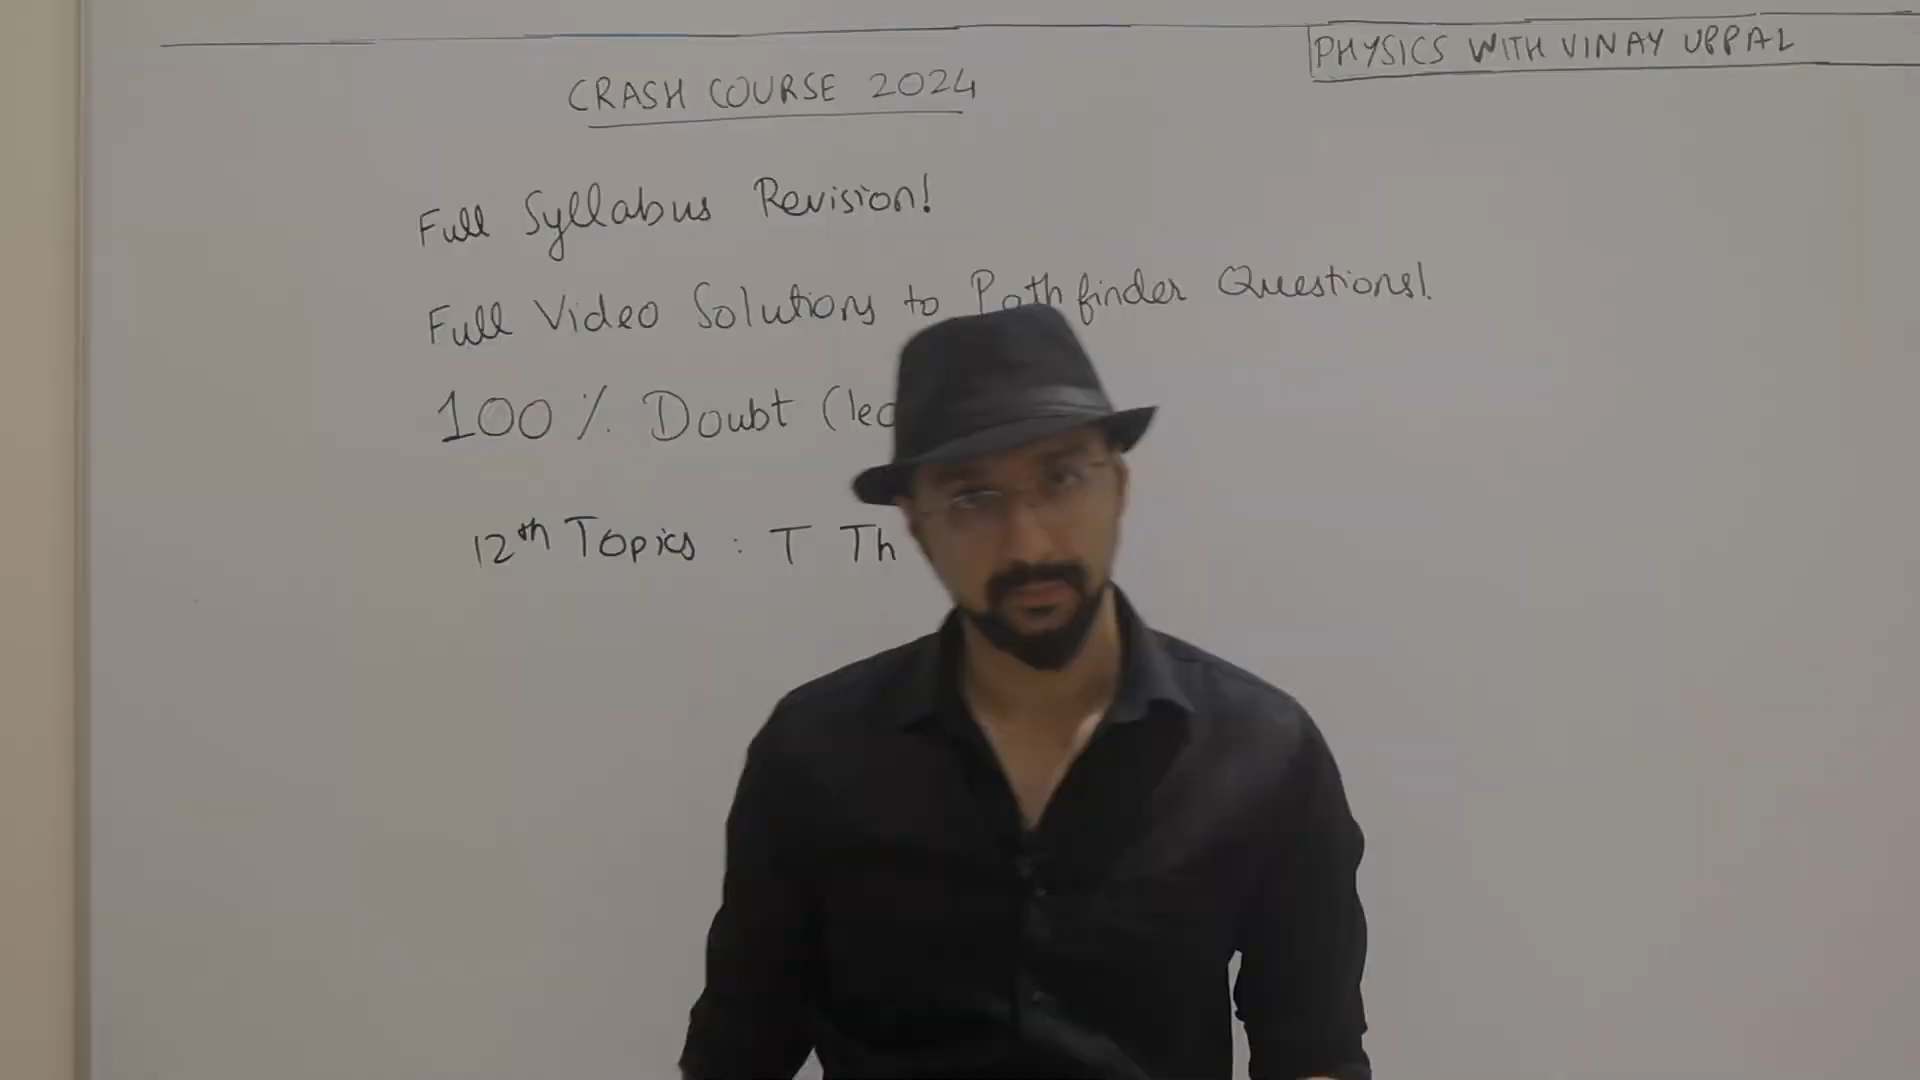 PHYSICS WITH VINAY UPPAL
CRASH COURSE 2024
Full Syllabus Revision!
Full Video Solutions to Pathfinder Questions!
100 % Doubt
12th Topics : T Th